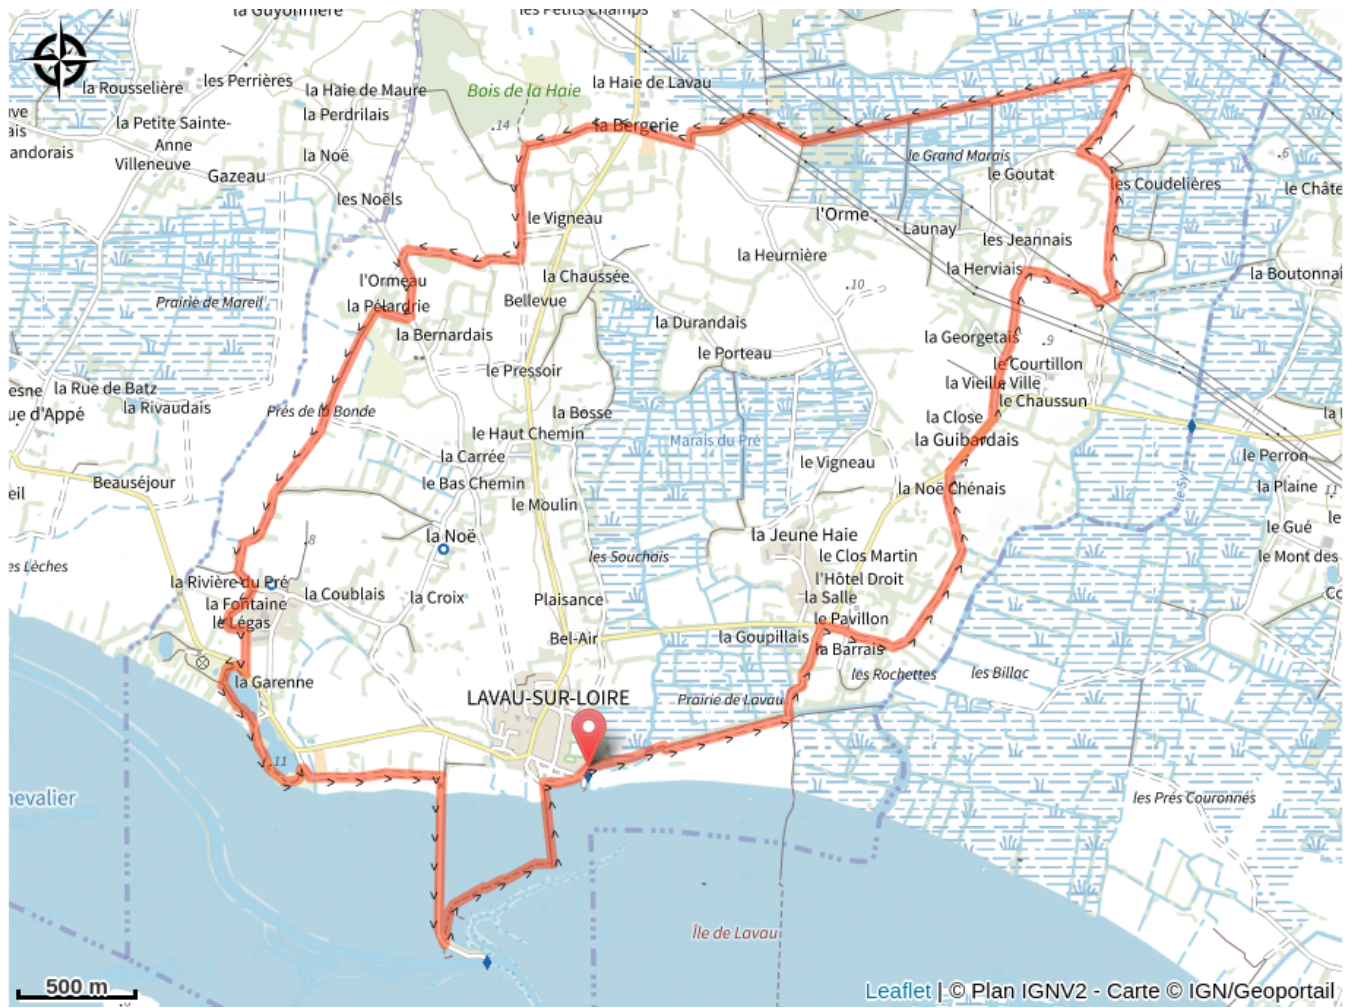 la Guyonnière
les Petits Champs
la Rousselière
les Perrières
la Haie de Maure
Bois de la Haie
la Haie de Lavau
la Perdrilais
la Petite Sainte-
Anne
14
la Bergerie
andorais
Villeneuve
la Noë
Gazeau
le Grand Marais
le Goutat
6
les Coudelières
le Châte
les Noëls
le Vigneau
l'Orme
Launay
les Jeannais
l'Ormeau
la Chaussée
la Heurnière
la Herviais
la Boutonnai
Prairie de Mareil
la Pélardrie
Bellevue
10
la Bernardais
la Durandais
la Georgetais
9
le Porteau
le Pressoir
le Courtillon
la Vieille Ville
le Chaussun
la Rue de Batz
esne
ue d'Appé
la Rivaudais
Près de la Bonde
la Bosse
la Close
le Haut Chemin
Marais du Pré
la Guibardais
la Carrée
le Vigneau
le Perron
Beauséjour
le Bas Chemin
la Noë Chénais
la Plaine
11
eil
le Moulin
le Syl
le Gué
le
8
la Noë
la Jeune Haie
les Souchais
le Clos Martin
le Mont des
es Lèches
la Rivière du Pré
l'Hôtel Droit
la Fontaine
la Coublais
la Croix
Plaisance
la Salle
le Légas
le Pavillon
Bel-Air
la Goupillais
la Barrais
les Rochettes
les Billac
la Garenne
LAVAU-SUR-LOIRE
Prairie de Lavau
11
hevalier
les Prés Couronnés
Île de Lavau
500 m
Leaflet | © Plan IGNV2 - Carte © IGN/Geoportail